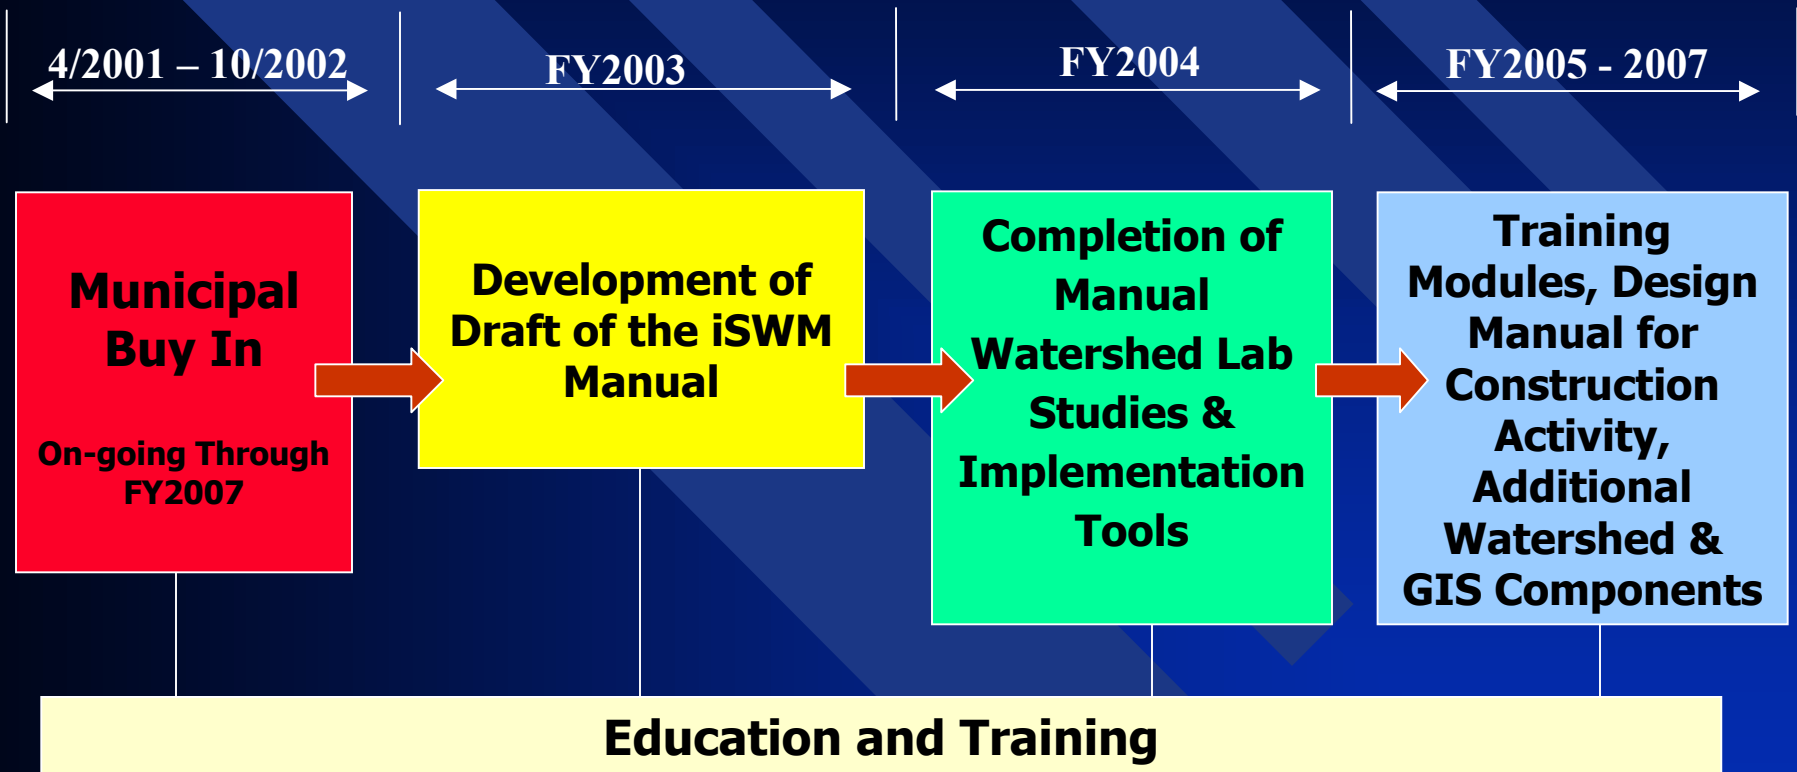 4/2001 – 10/2002
FY2003
FY2004
FY2005 - 2007
Municipal
Buy In
On-going Through
FY2007
Development of
Draft of the iSWM
Manual
Completion of
Manual
Watershed Lab
Studies &
Implementation
Tools
Training
Modules, Design
Manual for
Construction
Activity,
Additional
Watershed &
GIS Components
Education and Training